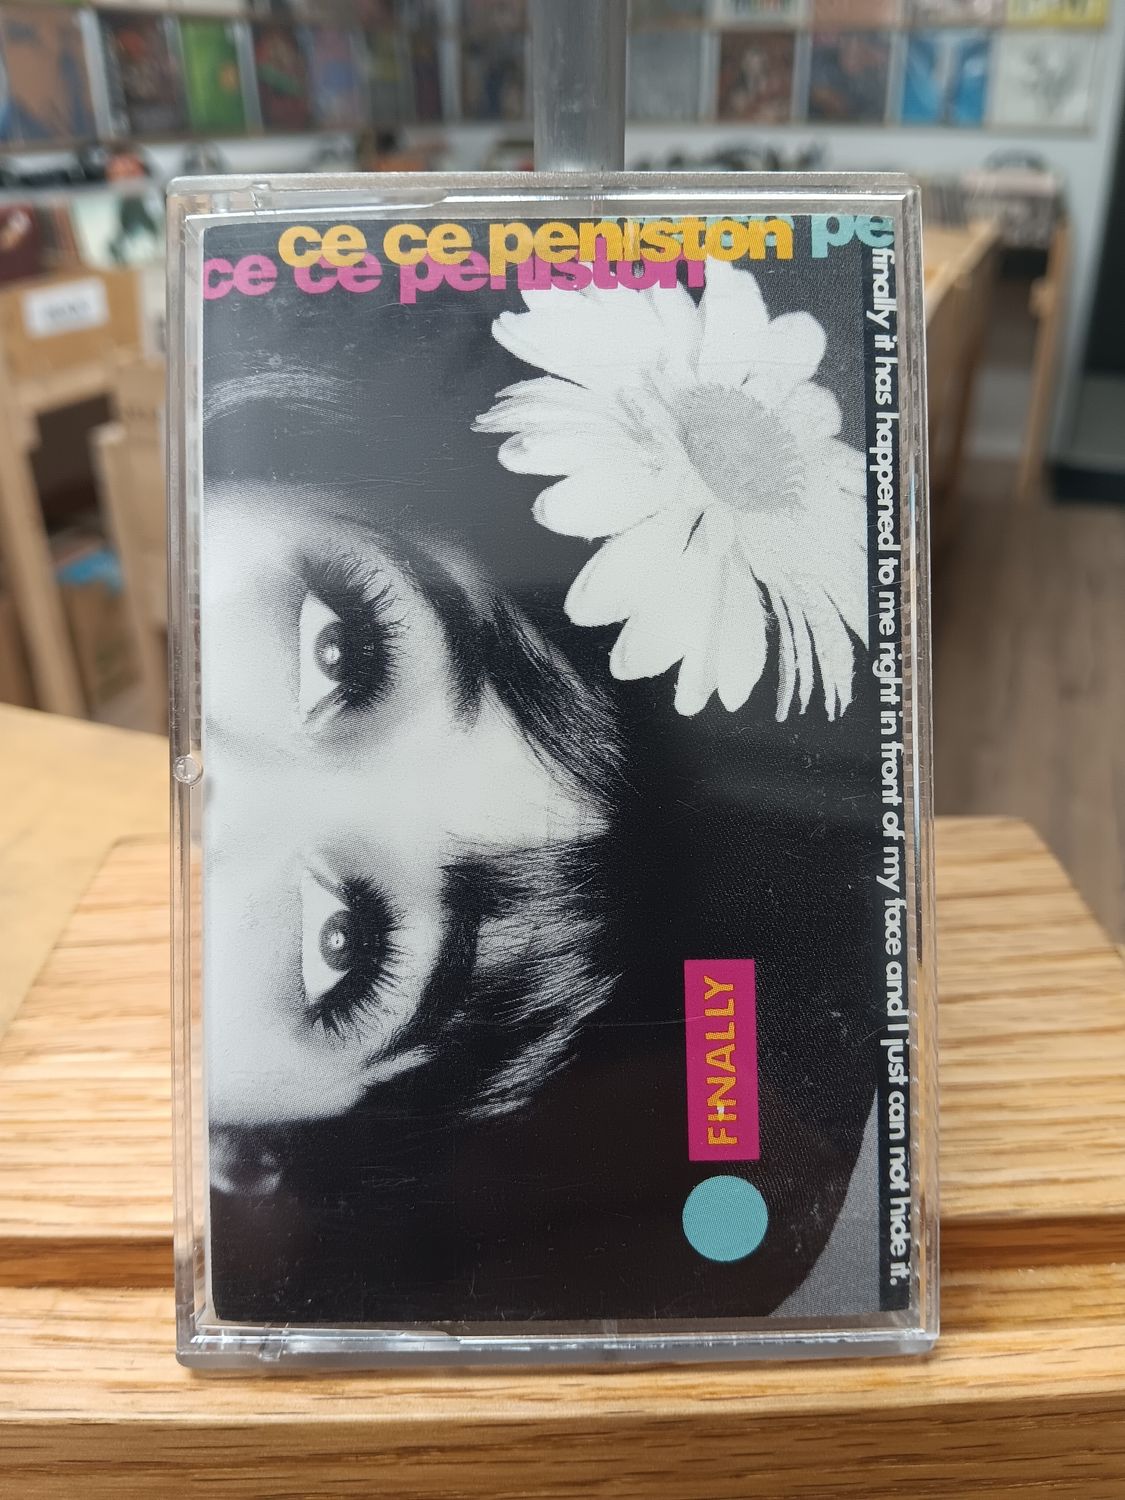 ce ce peniston pe
ce ce peniston
finally it has happened to me right in front of my face and I just can not hide it.
FINALLY